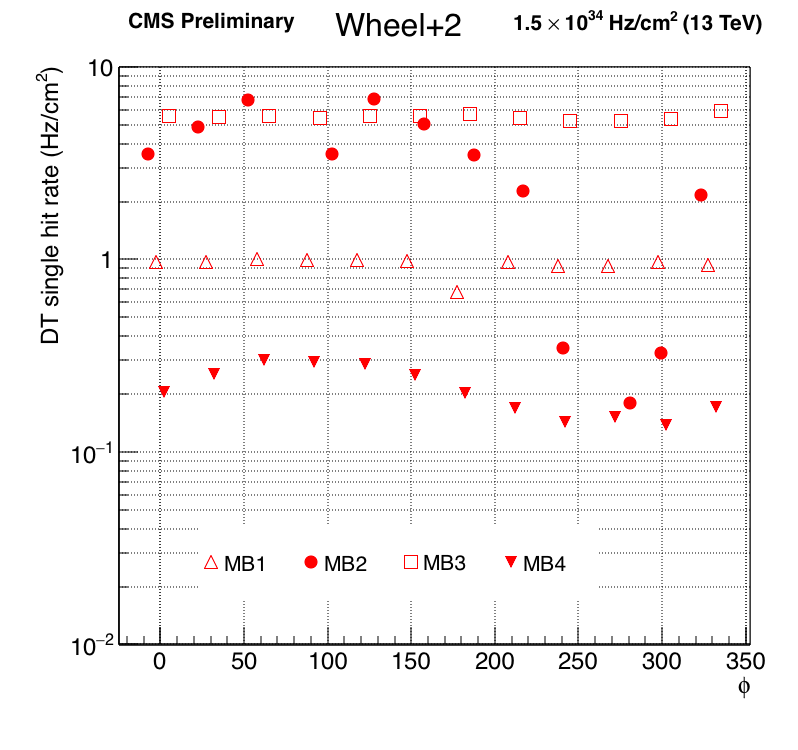 CMS Preliminary Wheel+2 1.5 × 10³⁴ Hz/cm² (13 TeV)
DT single hit rate (Hz/cm²)
10
1
10⁻¹
10⁻²
MB1 MB2 MB3 MB4
0 50 100 150 200 250 300 350
ϕ